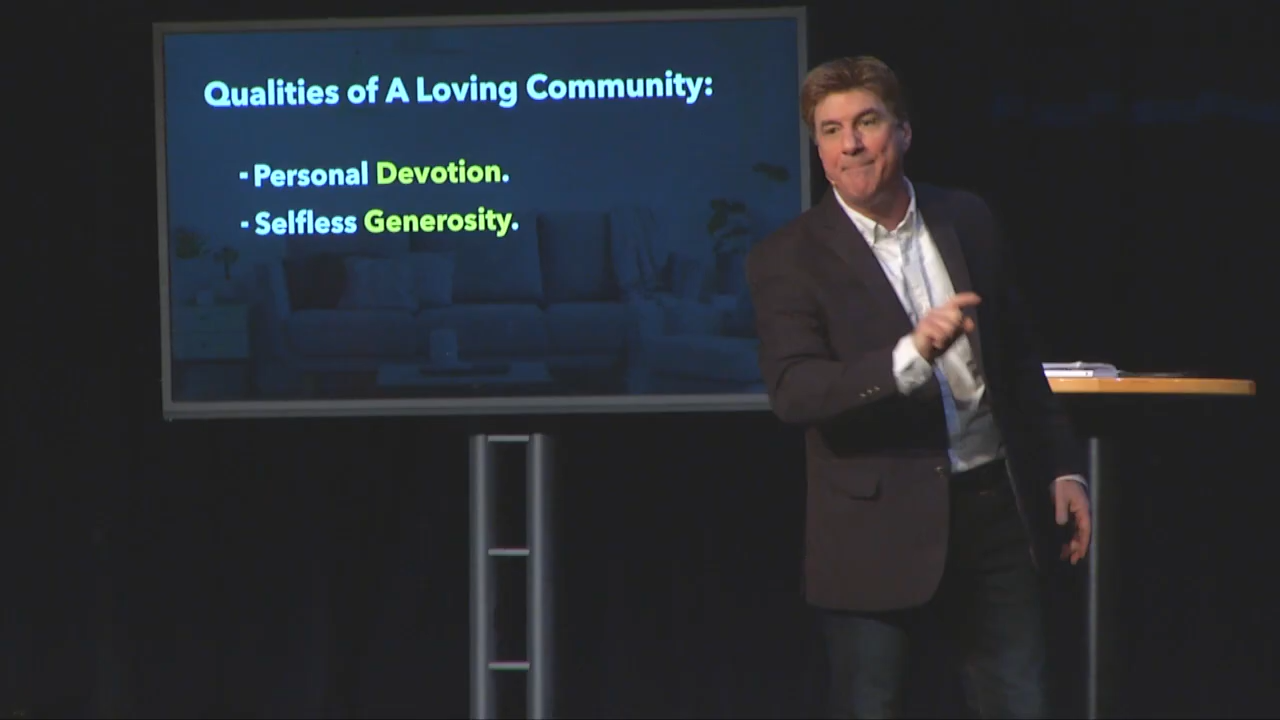 Qualities of A Loving Community:
- Personal Devotion.
- Selfless Generosity.